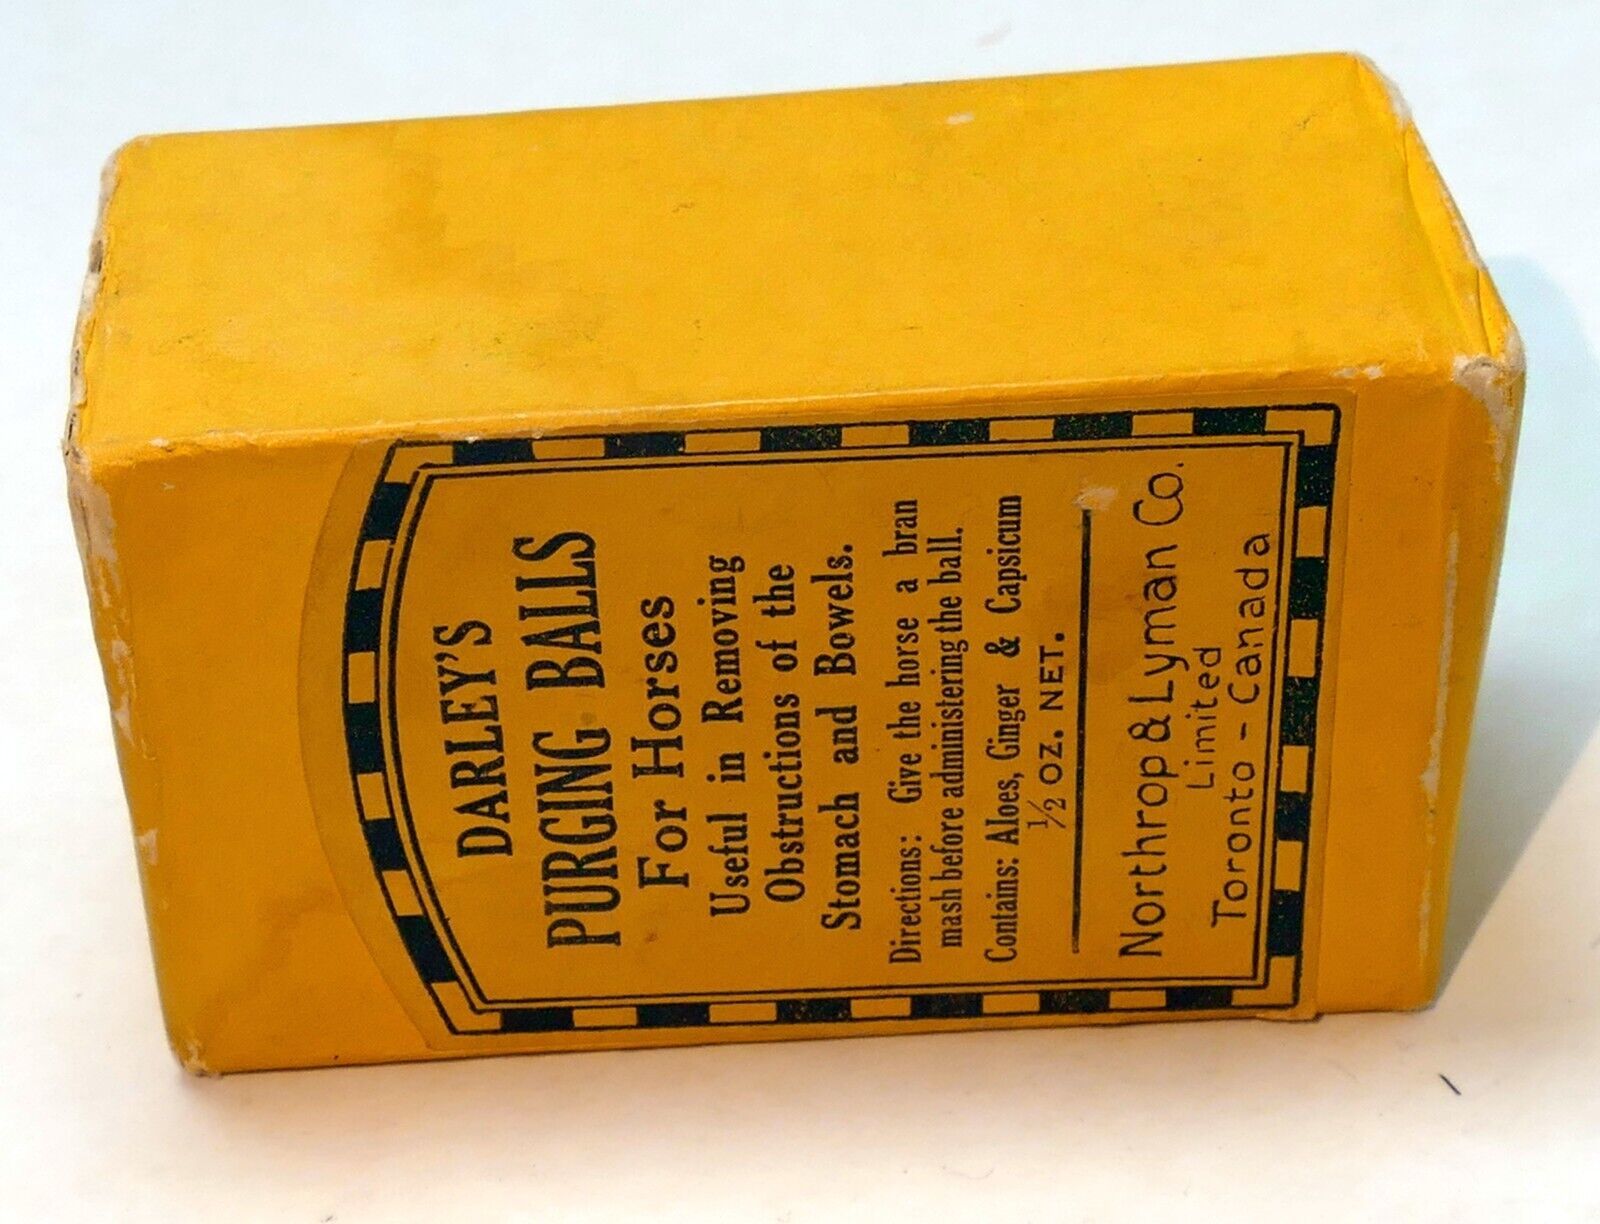 DARLEY'S
PURGING BALLS
For Horses
Useful in Removing
Obstructions of the
Stomach and Bowels.
Directions: Give the horse a bran
mash before administering the ball.
Contains: Aloes, Ginger & Capsicum
½ OZ. NET.
Northrop & Lyman Co.
Limited
Toronto - Canada